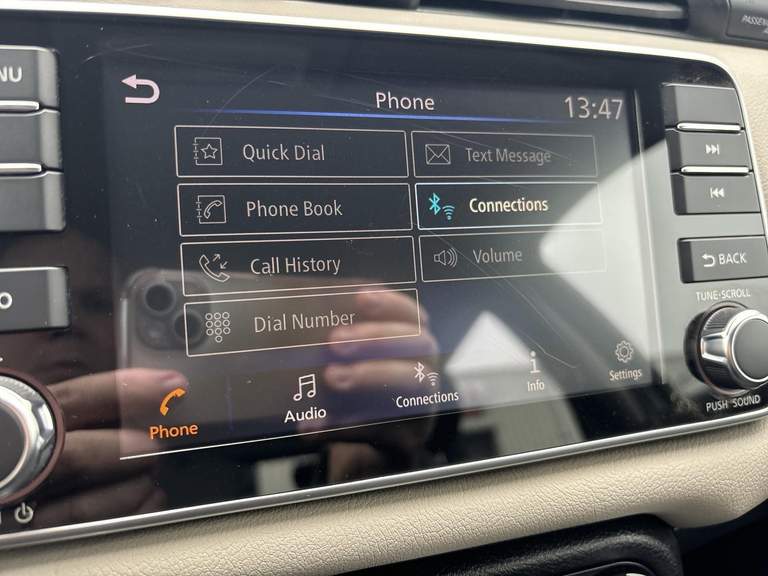 Phone
13:47
Quick Dial
Text Message
Phone Book
Connections
Call History
Volume
Dial Number
Phone
Audio
Connections
Info
Settings
BACK
TUNE·SCROLL
PUSH SOUND